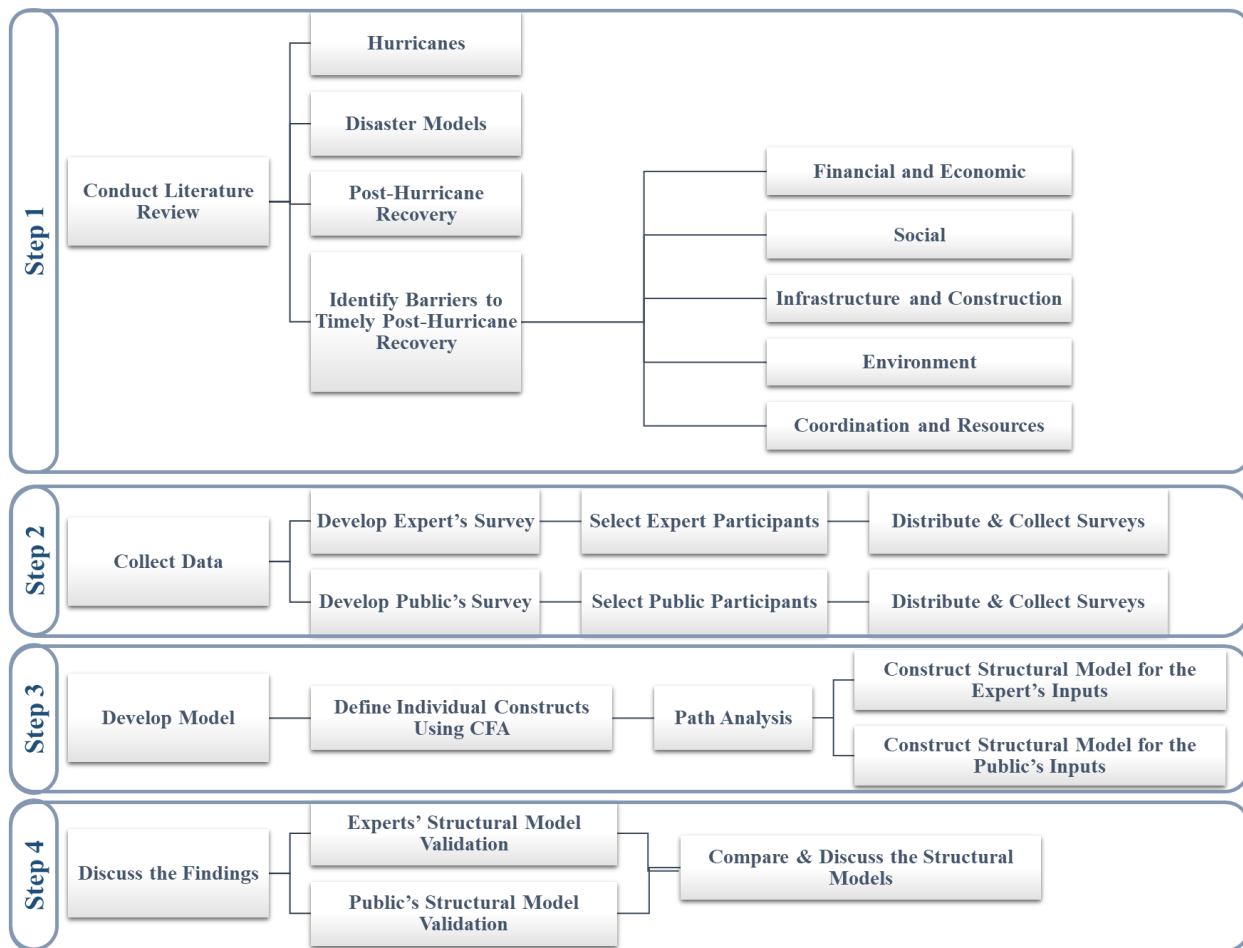 Step 1
Conduct Literature
Review
Hurricanes
Disaster Models
Post-Hurricane
Recovery
Identify Barriers to
Timely Post-Hurricane
Recovery
Financial and Economic
Social
Infrastructure and Construction
Environment
Coordination and Resources
Step 2
Collect Data
Develop Expert’s Survey
Select Expert Participants
Distribute & Collect Surveys
Develop Public’s Survey
Select Public Participants
Distribute & Collect Surveys
Step 3
Develop Model
Define Individual Constructs
Using CFA
Path Analysis
Construct Structural Model for the
Expert’s Inputs
Construct Structural Model for the
Public’s Inputs
Step 4
Discuss the Findings
Experts’ Structural Model
Validation
Public’s Structural Model
Validation
Compare & Discuss the Structural
Models